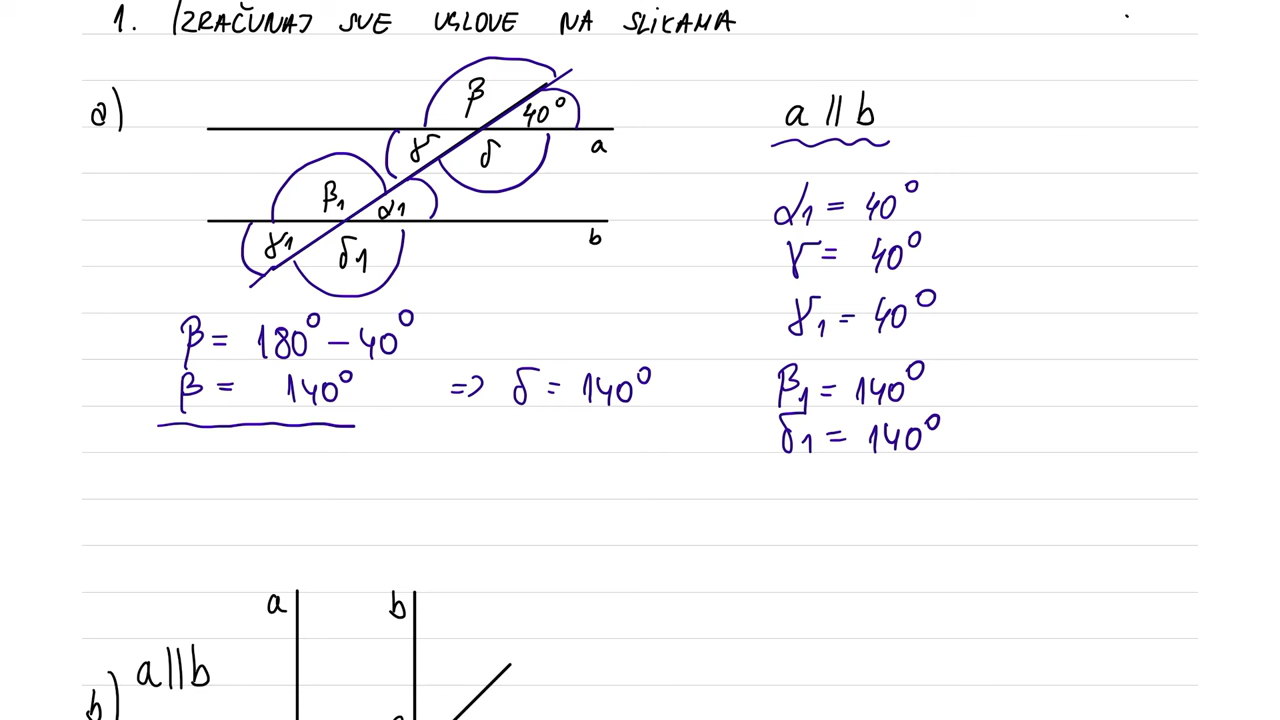 1. IZRAČUNAJ SVE UGLOVE NA SLIKAMA
a)
β 40°
γ δ a
β1 α1
γ1 δ1 b
a || b
α1 = 40°
γ = 40°
γ1 = 40°
β1 = 140°
δ1 = 140°
β = 180° - 40°
β = 140° => δ = 140°
a b
a||b
b)